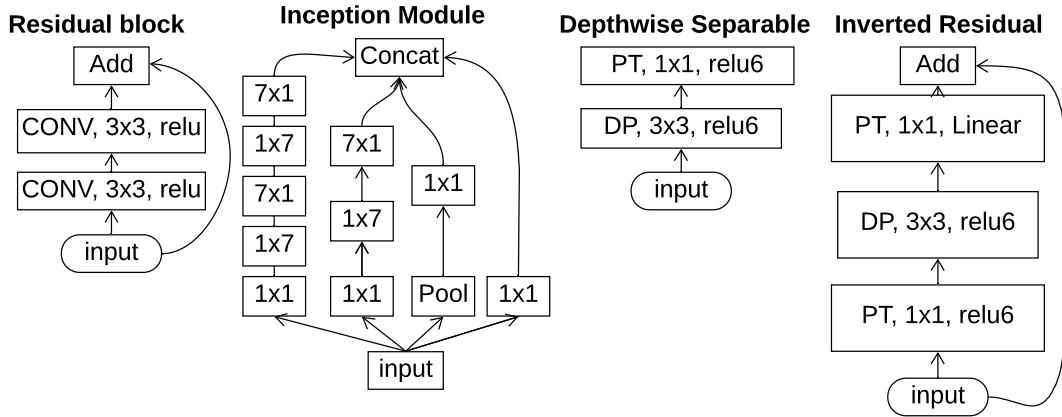 Residual block
Add
CONV, 3x3, relu
CONV, 3x3, relu
input
Inception Module
Concat
7x1
1x7
7x1
1x7
1x1
7x1
1x7
1x1
1x1
Pool
1x1
input
Depthwise Separable
PT, 1x1, relu6
DP, 3x3, relu6
input
Inverted Residual
Add
PT, 1x1, Linear
DP, 3x3, relu6
PT, 1x1, relu6
input